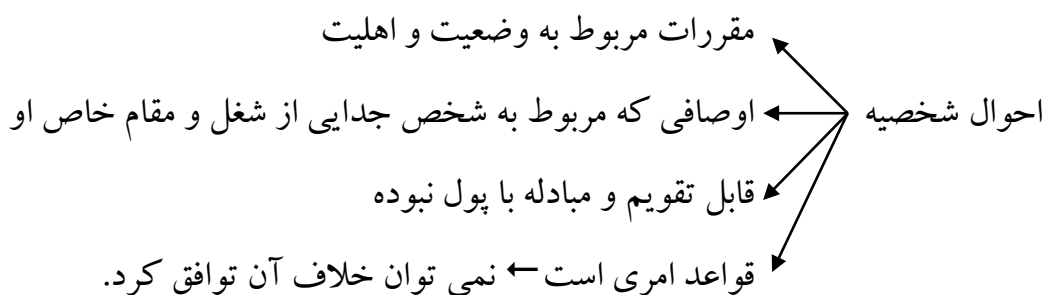 مقررات مربوط به وضعیت و اهلیت
احوال شخصیه
اوصافی که مربوط به شخص جدایی از شغل و مقام خاص او
قابل تقویم و مبادله با پول نبوده
قواعد امری است ← نمی توان خلاف آن توافق کرد.